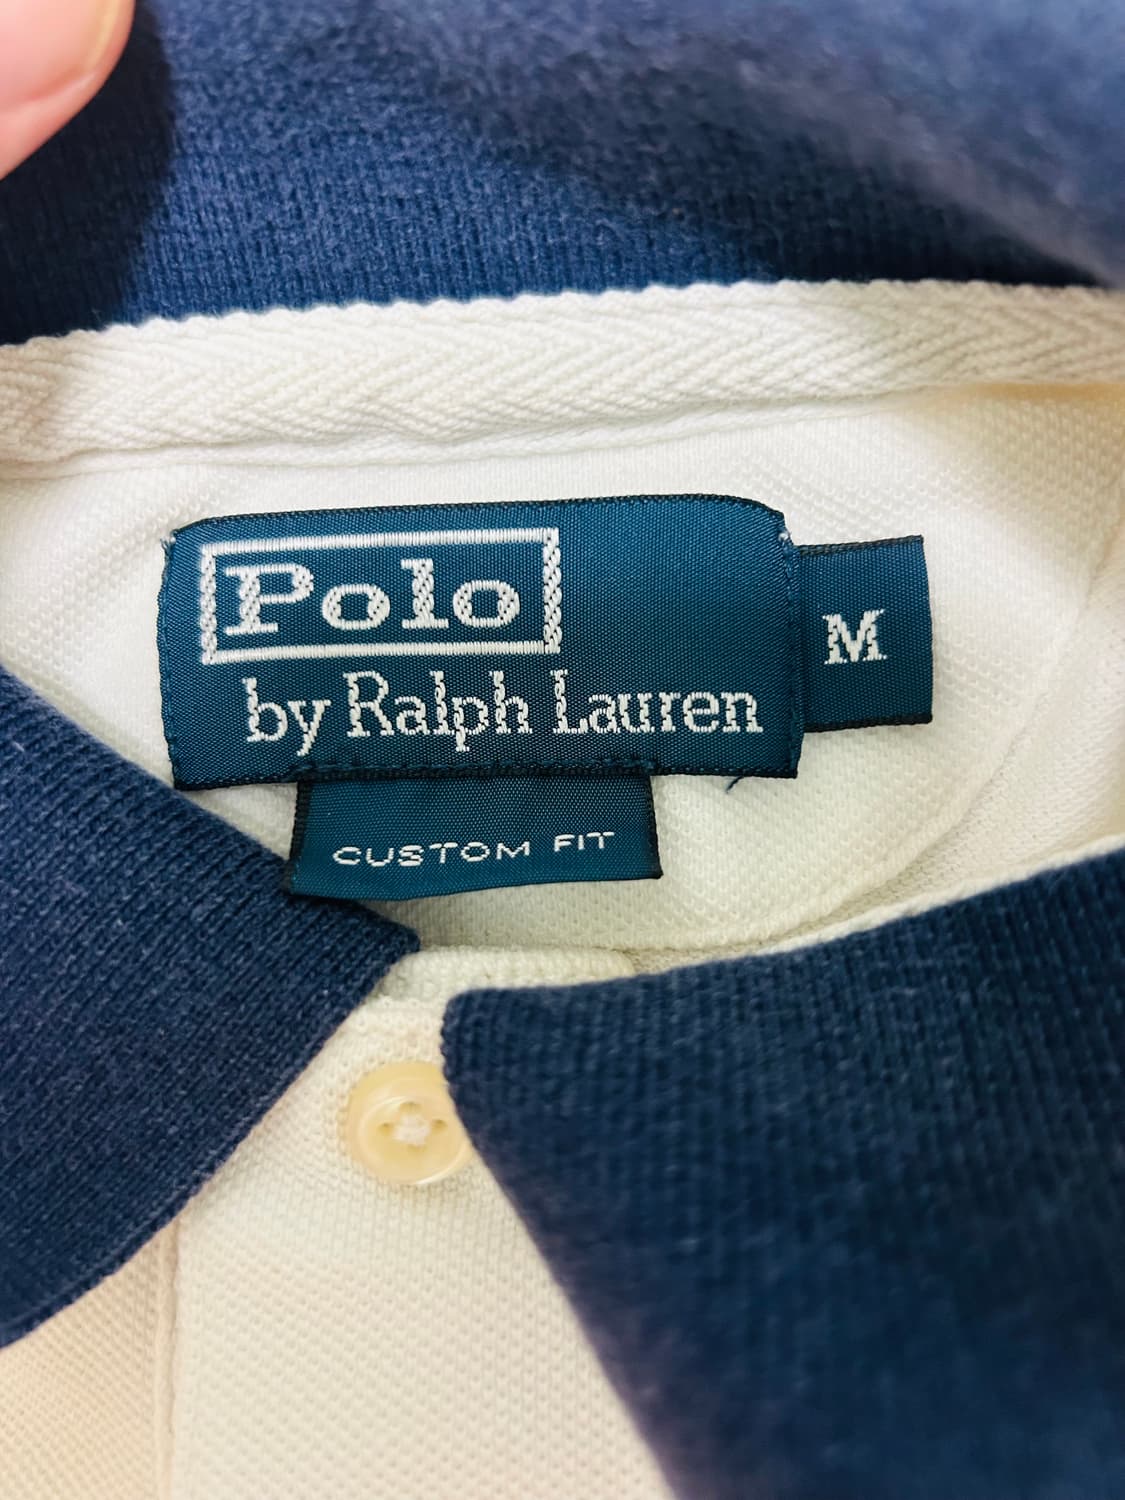 Polo
by Ralph Lauren
M
CUSTOM FIT